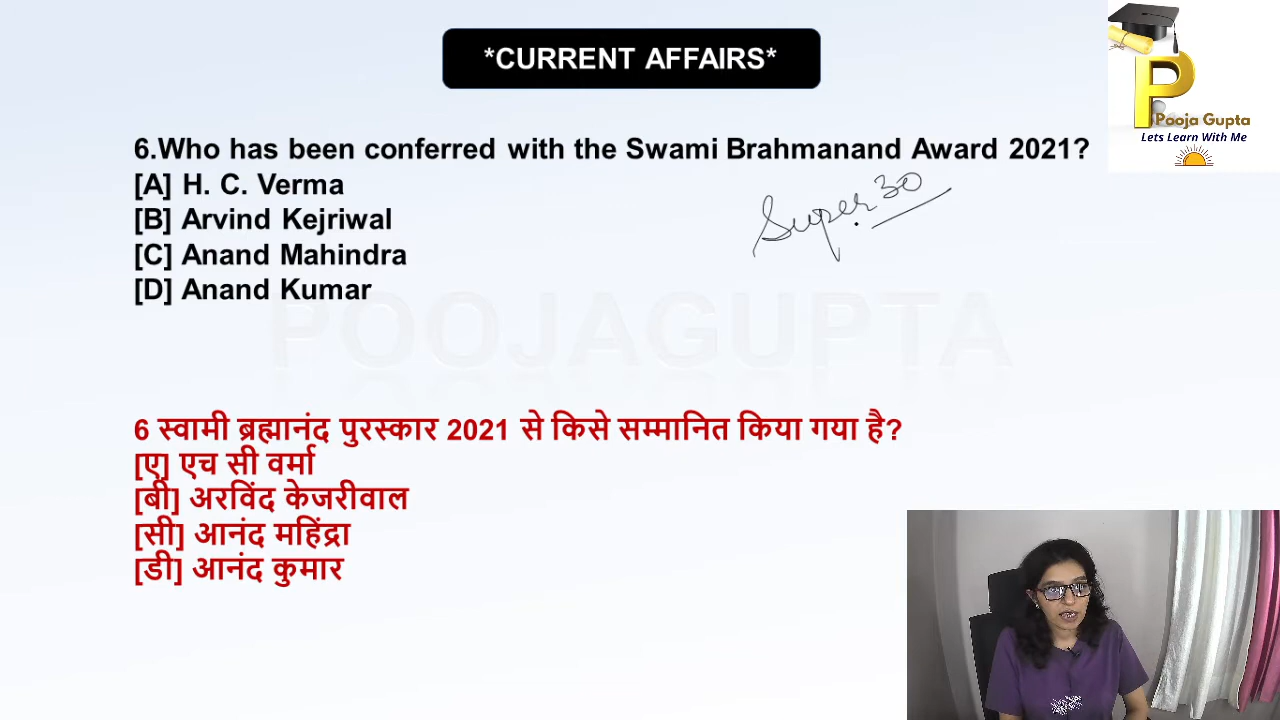 *CURRENT AFFAIRS*
Pooja Gupta
Lets Learn With Me
6.Who has been conferred with the Swami Brahmanand Award 2021?
[A] H. C. Verma
Super 30
[B] Arvind Kejriwal
[C] Anand Mahindra
[D] Anand Kumar
POOJAGUPTA
6 स्वामी ब्रह्मानंद पुरस्कार 2021 से किसे सम्मानित किया गया है?
[ए] एच सी वर्मा
[बी] अरविंद केजरीवाल
[सी] आनंद महिंद्रा
[डी] आनंद कुमार